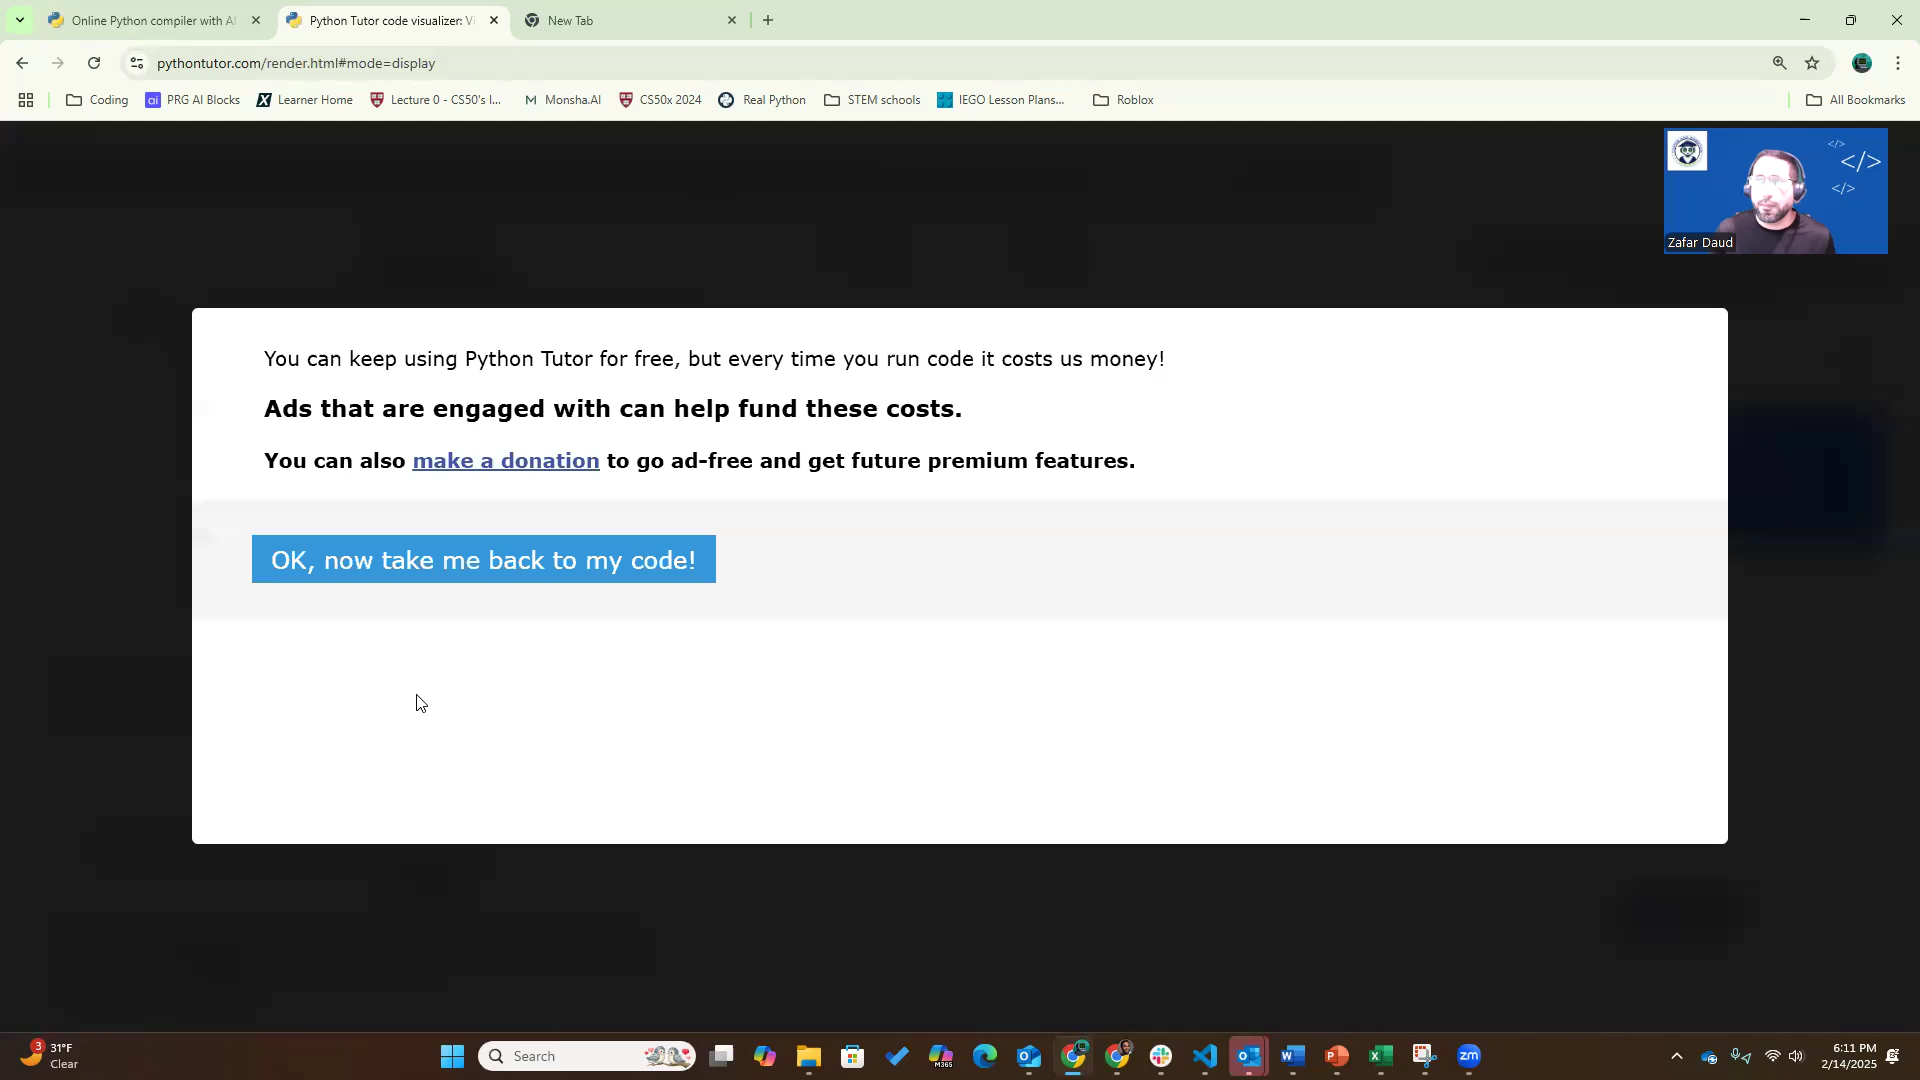 Online Python compiler with AI
Python Tutor code visualizer: Vi
New Tab
pythontutor.com/render.html#mode=display
Coding
ai
PRG AI Blocks
Learner Home
Lecture 0 - CS50's I...
Monsha.AI
CS50x 2024
Real Python
STEM schools
IEGO Lesson Plans...
Roblox
All Bookmarks
</>
</>
</>
Zafar Daud
You can keep using Python Tutor for free, but every time you run code it costs us money!
Ads that are engaged with can help fund these costs.
You can also make a donation to go ad-free and get future premium features.
OK, now take me back to my code!
3
31°F
Clear
Search
M365
zm
6:11 PM
2/14/2025